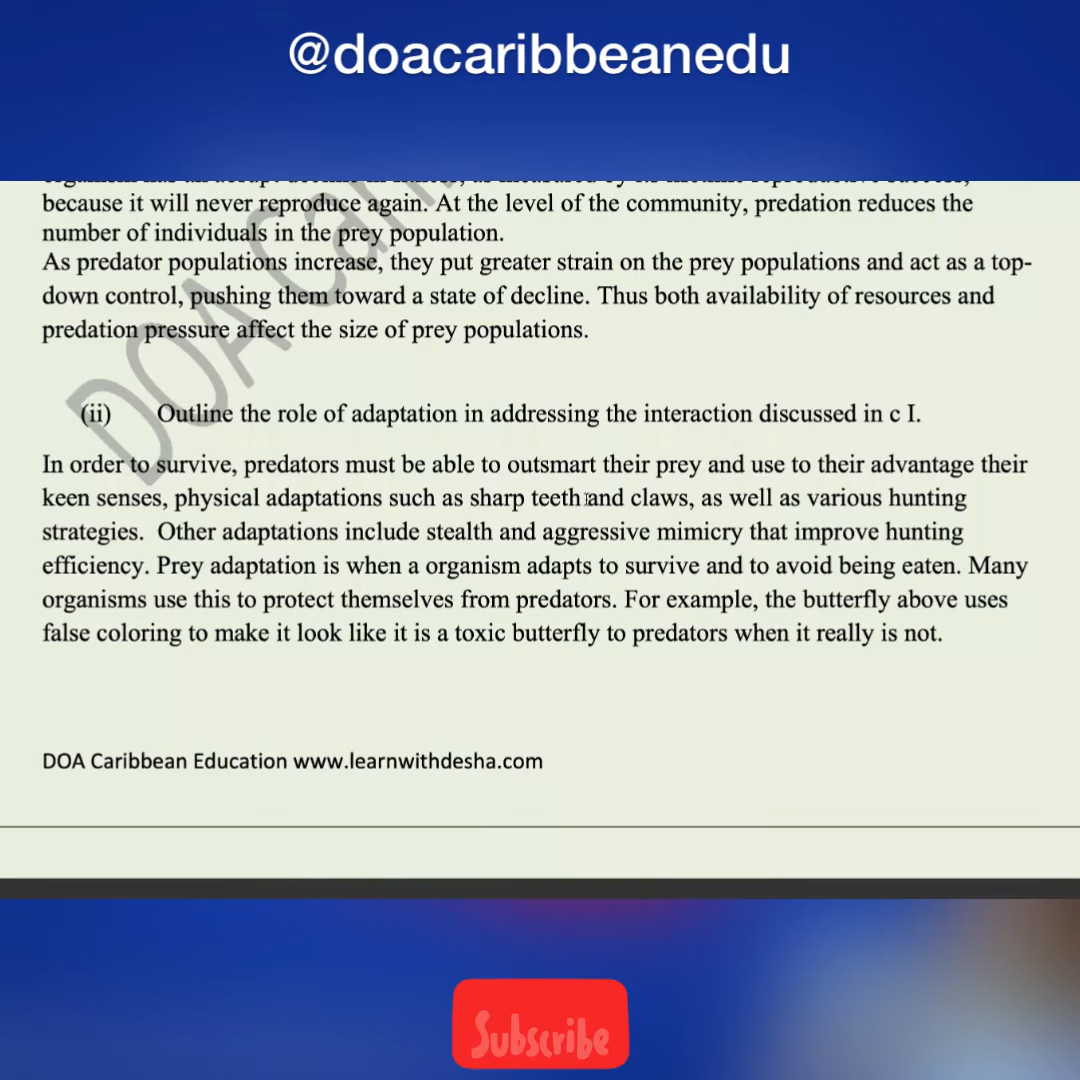 @doacaribbeanedu
because it will never reproduce again. At the level of the community, predation reduces the
number of individuals in the prey population.
As predator populations increase, they put greater strain on the prey populations and act as a top-
down control, pushing them toward a state of decline. Thus both availability of resources and
predation pressure affect the size of prey populations.
(ii) Outline the role of adaptation in addressing the interaction discussed in c I.
In order to survive, predators must be able to outsmart their prey and use to their advantage their
keen senses, physical adaptations such as sharp teeth and claws, as well as various hunting
strategies. Other adaptations include stealth and aggressive mimicry that improve hunting
efficiency. Prey adaptation is when a organism adapts to survive and to avoid being eaten. Many
organisms use this to protect themselves from predators. For example, the butterfly above uses
false coloring to make it look like it is a toxic butterfly to predators when it really is not.
DOA Caribbean Education www.learnwithdesha.com
Subscribe